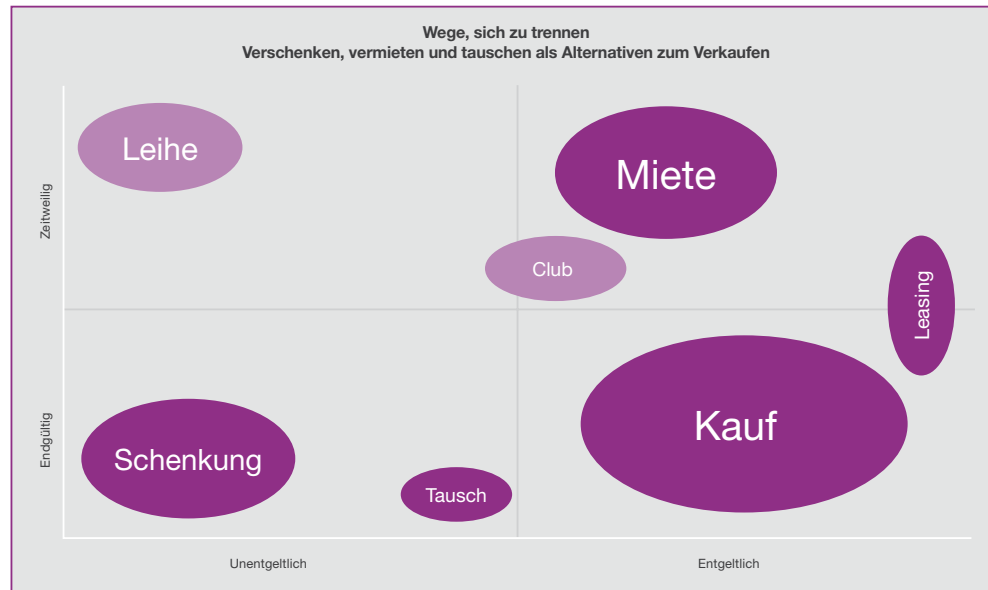 Wege, sich zu trennen
Verschenken, vermieten und tauschen als Alternativen zum Verkaufen
Zeitweilig
Leihe
Miete
Club
Leasing
Endgültig
Schenkung
Tausch
Kauf
Unentgeltlich
Entgeltlich